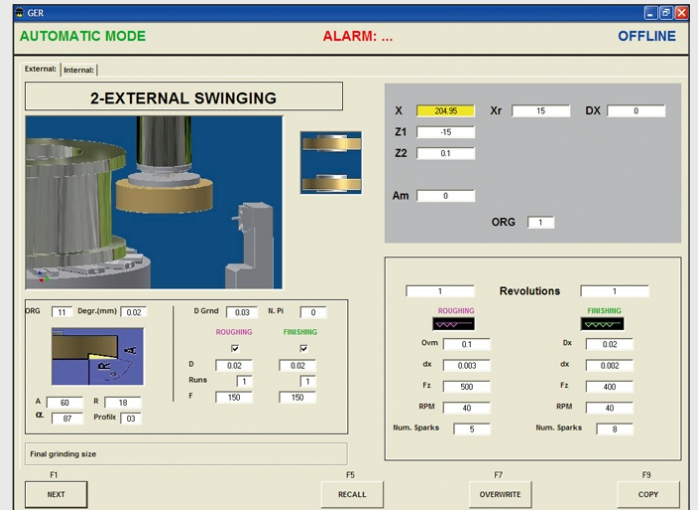 GER
AUTOMATIC MODE
ALARM: ...
OFFLINE
External:
Internal:
2-EXTERNAL SWINGING
X 204.95 Xr 15 DX 0
Z1 -15
Z2 0.1
Am 0
ORG 1
ORG 11 Degr.(mm) 0.02
A
R
A 60 R 18
α. 87 Profile 03
D Grnd 0.03 N. Pi 0
ROUGHING FINISHING
D 0.02 0.02
Runs 1 1
F 150 150
1 Revolutions 1
ROUGHING FINISHING
Ovm 0.1 Dx 0.02
dx 0.003 dx 0.002
Fz 500 Fz 400
RPM 40 RPM 40
Num. Sparks 5 Num. Sparks 8
Final grinding size
F1 F5 F7 F9
NEXT RECALL OVERWRITE COPY